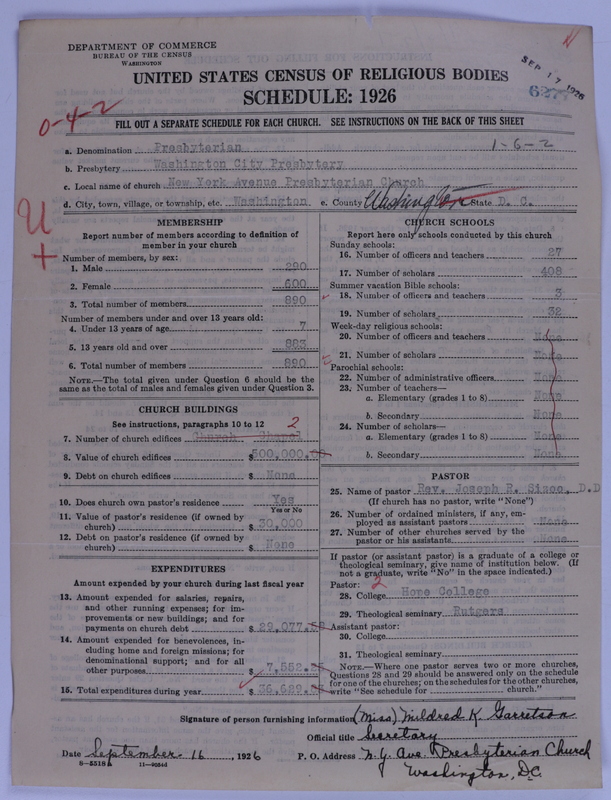 DEPARTMENT OF COMMERCE
BUREAU OF THE CENSUS
WASHINGTON
SEP 17 1926
UNITED STATES CENSUS OF RELIGIOUS BODIES
SCHEDULE: 1926
0-4-2
FILL OUT A SEPARATE SCHEDULE FOR EACH CHURCH. SEE INSTRUCTIONS ON THE BACK OF THIS SHEET
a. Denomination Presbyterian 1-6-2
b. Presbytery Washington City Presbytery
c. Local name of church New York Avenue Presbyterian Church
d. City, town, village, or township, etc. Washington e. County Washington State D. C.
U
+
MEMBERSHIP
Report number of members according to definition of
member in your church
Number of members, by sex:
1. Male 290
2. Female 600
3. Total number of members 890
Number of members under and over 13 years old:
4. Under 13 years of age 7
5. 13 years old and over 883
6. Total number of members 890
NOTE.—The total given under Question 6 should be the
same as the total of males and females given under Question 3.
CHURCH BUILDINGS
See instructions, paragraphs 10 to 12 2
7. Number of church edifices Church Chapel
8. Value of church edifices $ 500,000.
9. Debt on church edifices $ None
10. Does church own pastor's residence Yes
Yes or No
11. Value of pastor's residence (if owned by
church) $ 30,000
12. Debt on pastor's residence (if owned by
church) $ None
EXPENDITURES
Amount expended by your church during last fiscal year
13. Amount expended for salaries, repairs,
and other running expenses; for im-
provements or new buildings; and for
payments on church debt $ 29,077.
14. Amount expended for benevolences, in-
cluding home and foreign missions; for
denominational support; and for all
other purposes $ 7,552.
15. Total expenditures during year $ 36,629.
CHURCH SCHOOLS
Report here only schools conducted by this church
Sunday schools:
16. Number of officers and teachers 27
17. Number of scholars 408
Summer vacation Bible schools:
18. Number of officers and teachers 3
19. Number of scholars 32
Week-day religious schools:
20. Number of officers and teachers None
21. Number of scholars None
Parochial schools:
22. Number of administrative officers None
23. Number of teachers—
a. Elementary (grades 1 to 8) None
b. Secondary None
24. Number of scholars—
a. Elementary (grades 1 to 8) None
b. Secondary None
PASTOR
25. Name of pastor Rev. Joseph R. Sizoo, D.D
(If church has no pastor, write "None")
26. Number of ordained ministers, if any, em-
ployed as assistant pastors None
27. Number of other churches served by the
pastor or his assistants None
If pastor (or assistant pastor) is a graduate of a college or
theological seminary, give name of institution below. (If
not a graduate, write "No" in the space indicated.)
Pastor: 2
28. College Hope College
29. Theological seminary Rutgers
Assistant pastor:
30. College
31. Theological seminary
NOTE.—Where one pastor serves two or more churches,
Questions 28 and 29 should be answered only on the schedule
for one of the churches; on the schedules for the other churches,
write "See schedule for church."
Signature of person furnishing information (Miss) Mildred K Garretson
Official title Secretary
Date September 16, 1926 P. O. Address N.Y. Ave. Presbyterian Church
8-5518 Washington, D.C.